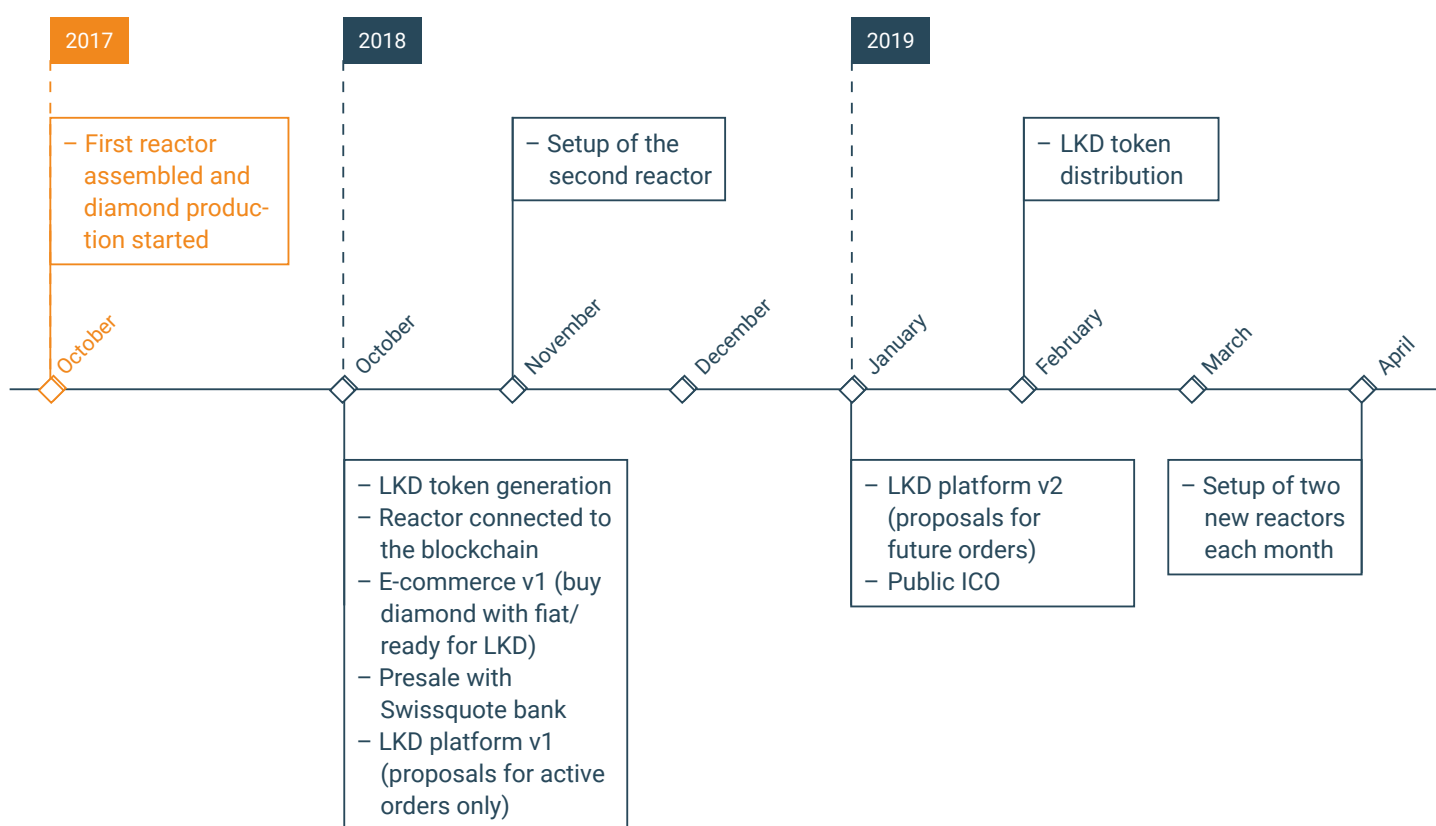 2017
2018
2019
– First reactor
assembled and
diamond produc-
tion started
– Setup of the
second reactor
– LKD token
distribution
October
October
November
December
January
February
March
April
– LKD token generation
– Reactor connected to
the blockchain
– E-commerce v1 (buy
diamond with fiat/
ready for LKD)
– Presale with
Swissquote bank
– LKD platform v1
(proposals for active
orders only)
– LKD platform v2
(proposals for
future orders)
– Public ICO
– Setup of two
new reactors
each month